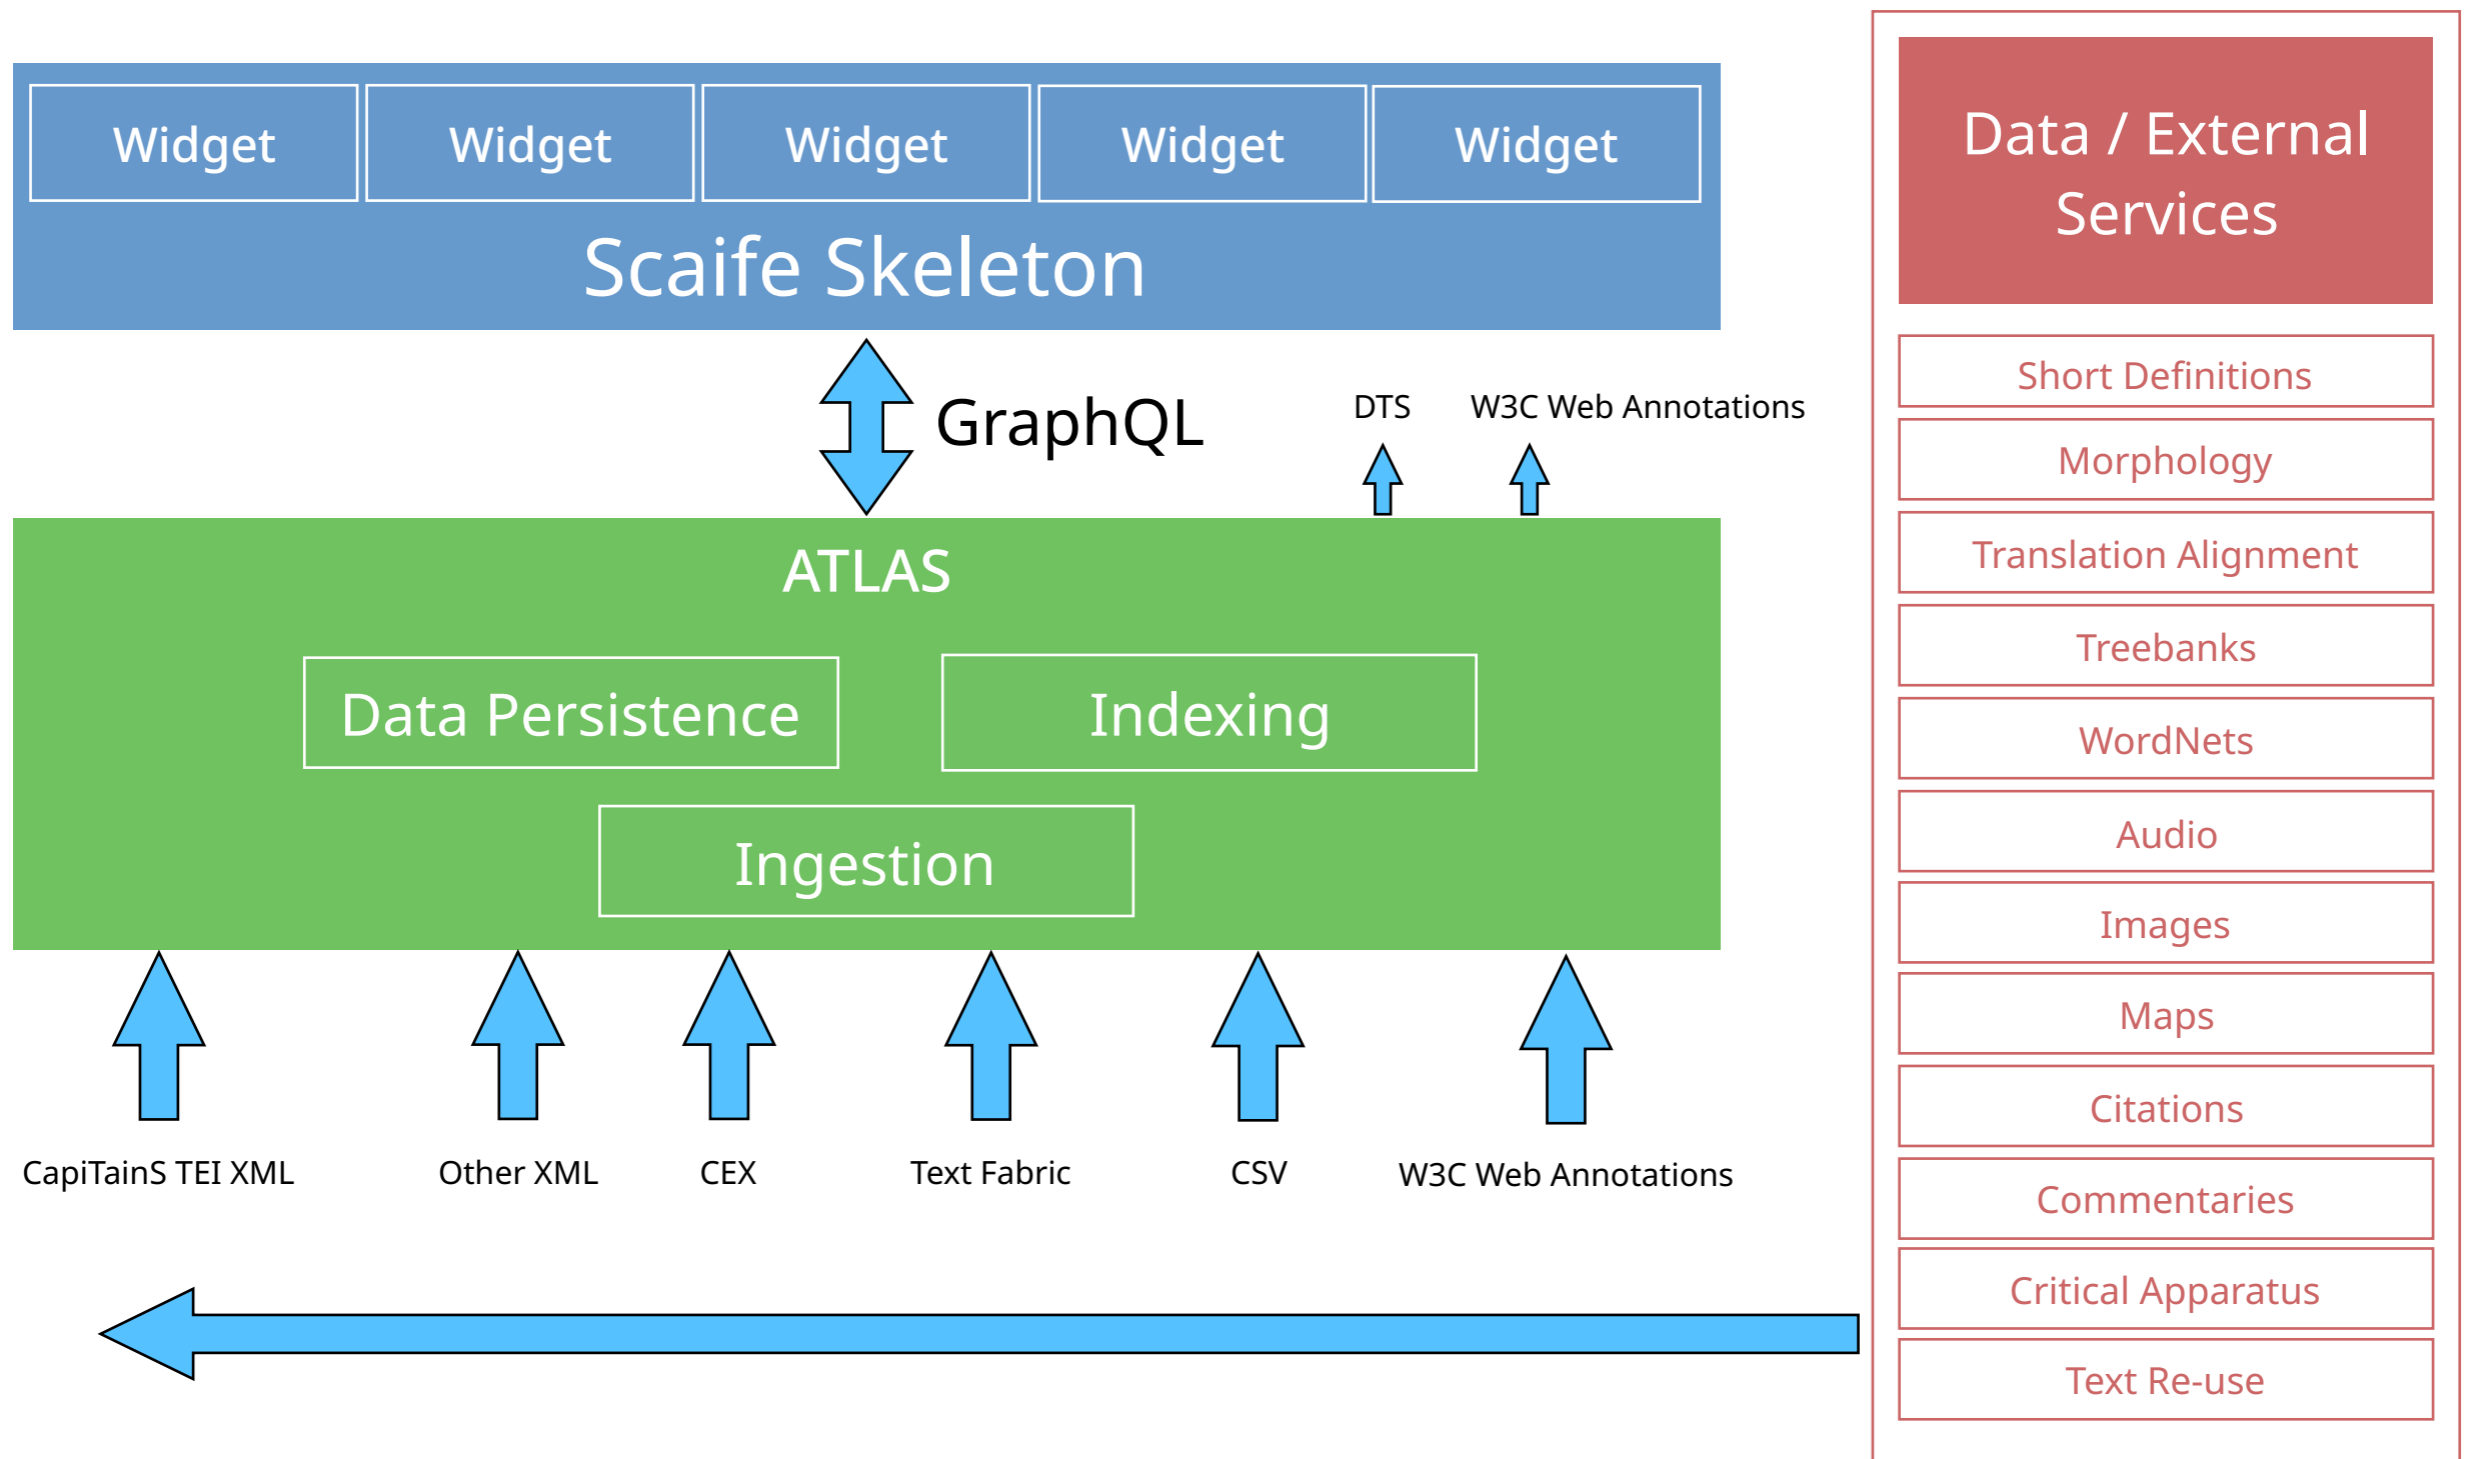 Widget
Widget
Widget
Widget
Widget
Scaife Skeleton
GraphQL
DTS
W3C Web Annotations
ATLAS
Data Persistence
Indexing
Ingestion
CapiTainS TEI XML
Other XML
CEX
Text Fabric
CSV
W3C Web Annotations
Data / External
Services
Short Definitions
Morphology
Translation Alignment
Treebanks
WordNets
Audio
Images
Maps
Citations
Commentaries
Critical Apparatus
Text Re-use